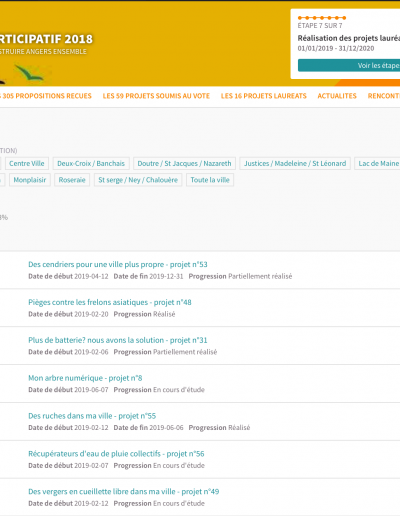 RTICIPATIF 2018
STRUIRE ANGERS ENSEMBLE
ÉTAPE 7 SUR 7
Réalisation des projets lauréa
01/01/2019 - 31/12/2020
Voir les étape
S 305 PROPOSITIONS RECUES LES 59 PROJETS SOUMIS AU VOTE LES 16 PROJETS LAUREATS ACTUALITÉS RENCONT
TION)
Centre Ville Deux-Croix / Banchais Doutre / St Jacques / Nazareth Justices / Madeleine / St Léonard Lac de Maine
Monplaisir Roseraie St serge / Ney / Chalouère Toute la ville
%
Des cendriers pour une ville plus propre - projet n°53
Date de début 2019-04-12 Date de fin 2019-12-31 Progression Partiellement réalisé
Pièges contre les frelons asiatiques - projet n°48
Date de début 2019-02-20 Progression Réalisé
Plus de batterie? nous avons la solution - projet n°31
Date de début 2019-02-06 Progression Partiellement réalisé
Mon arbre numérique - projet n°8
Date de début 2019-06-07 Progression En cours d'étude
Des ruches dans ma ville - projet n°55
Date de début 2019-02-12 Date de fin 2019-06-06 Progression Réalisé
Récupérateurs d'eau de pluie collectifs - projet n°56
Date de début 2019-02-07 Progression En cours d'étude
Des vergers en cueillette libre dans ma ville - projet n°49
Date de début 2019-02-12 Progression En cours d'étude